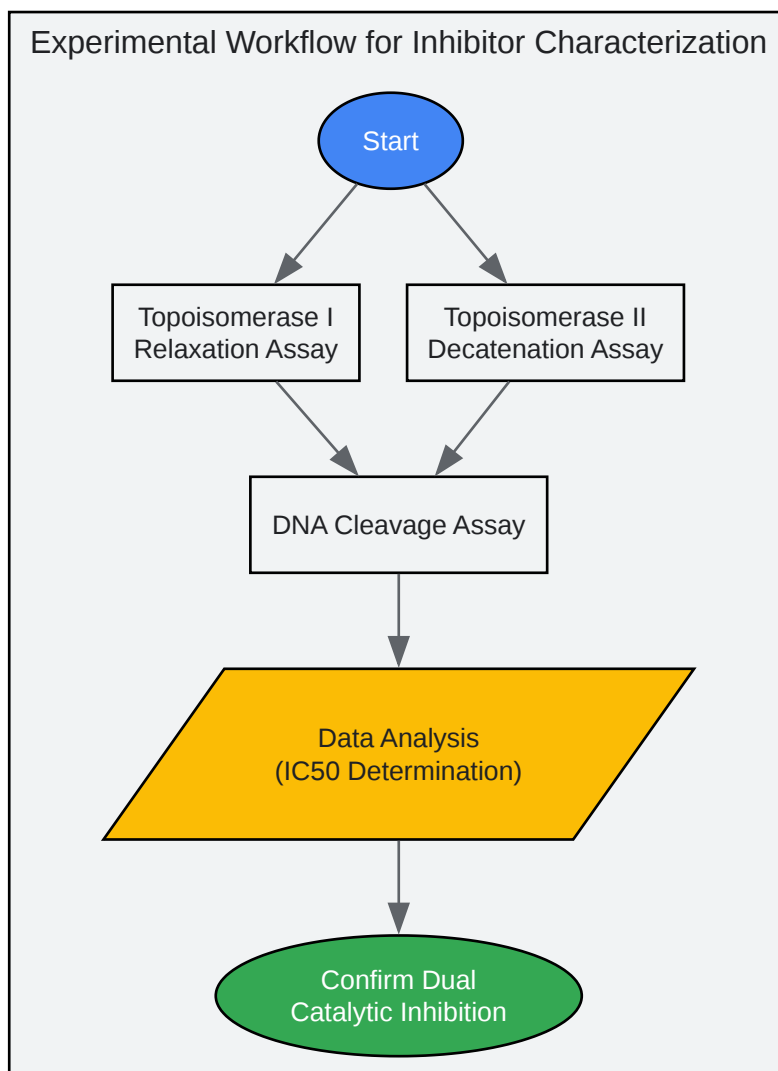 Experimental Workflow for Inhibitor Characterization
Start
Topoisomerase I
Relaxation Assay
Topoisomerase II
Decatenation Assay
DNA Cleavage Assay
Data Analysis
(IC50 Determination)
Confirm Dual
Catalytic Inhibition